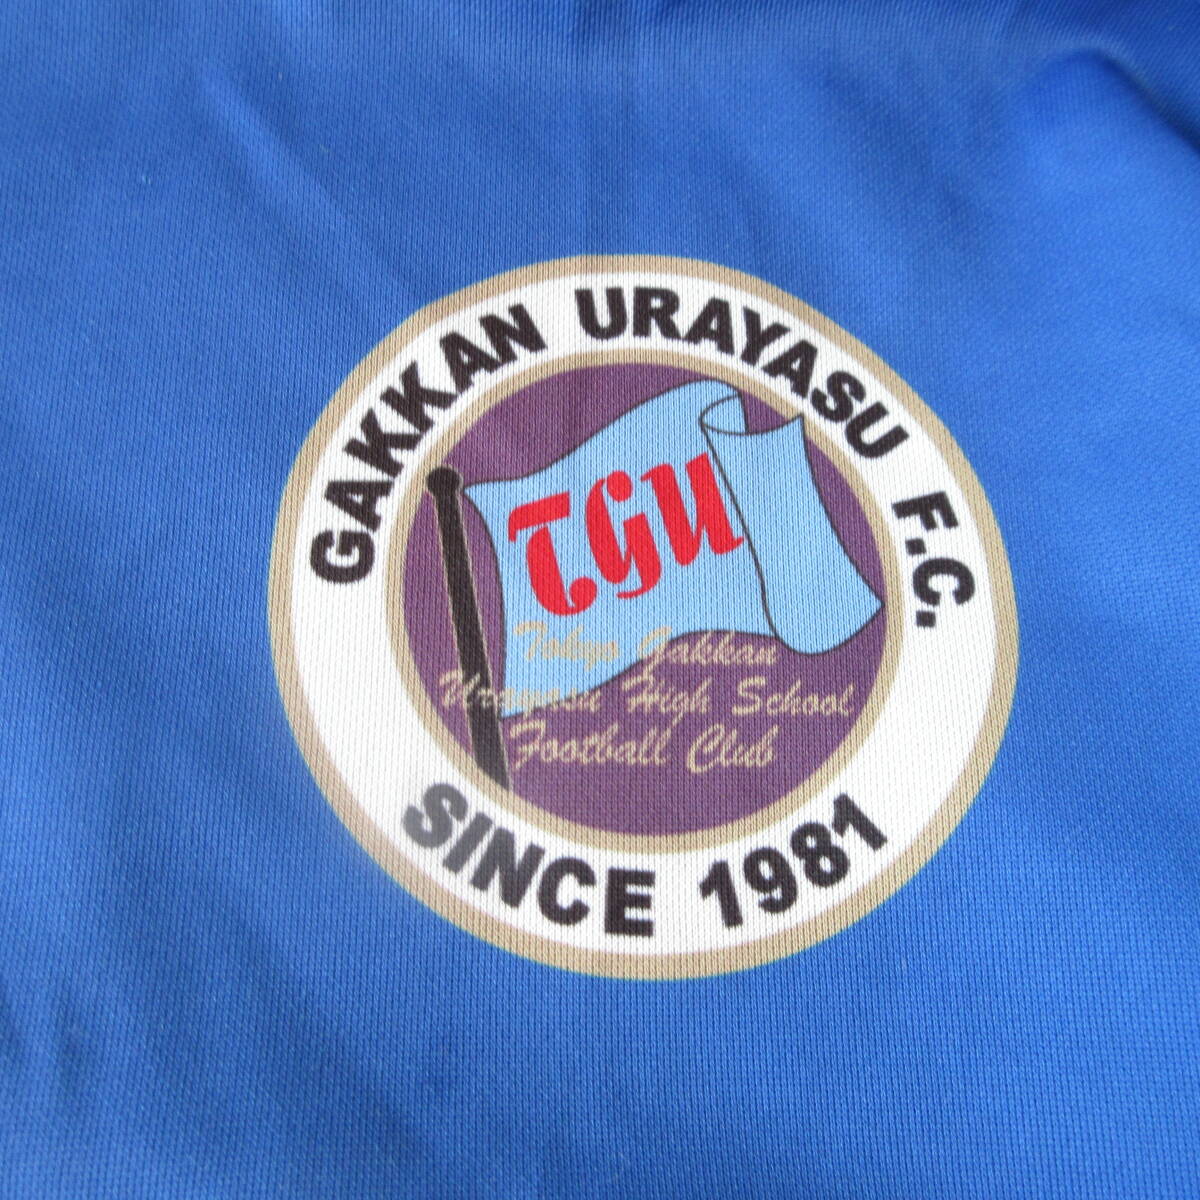 GAKKAN URAYASU F.C.
TGU
Tokyo Gakkan
Urayasu High School
Football Club
SINCE 1981